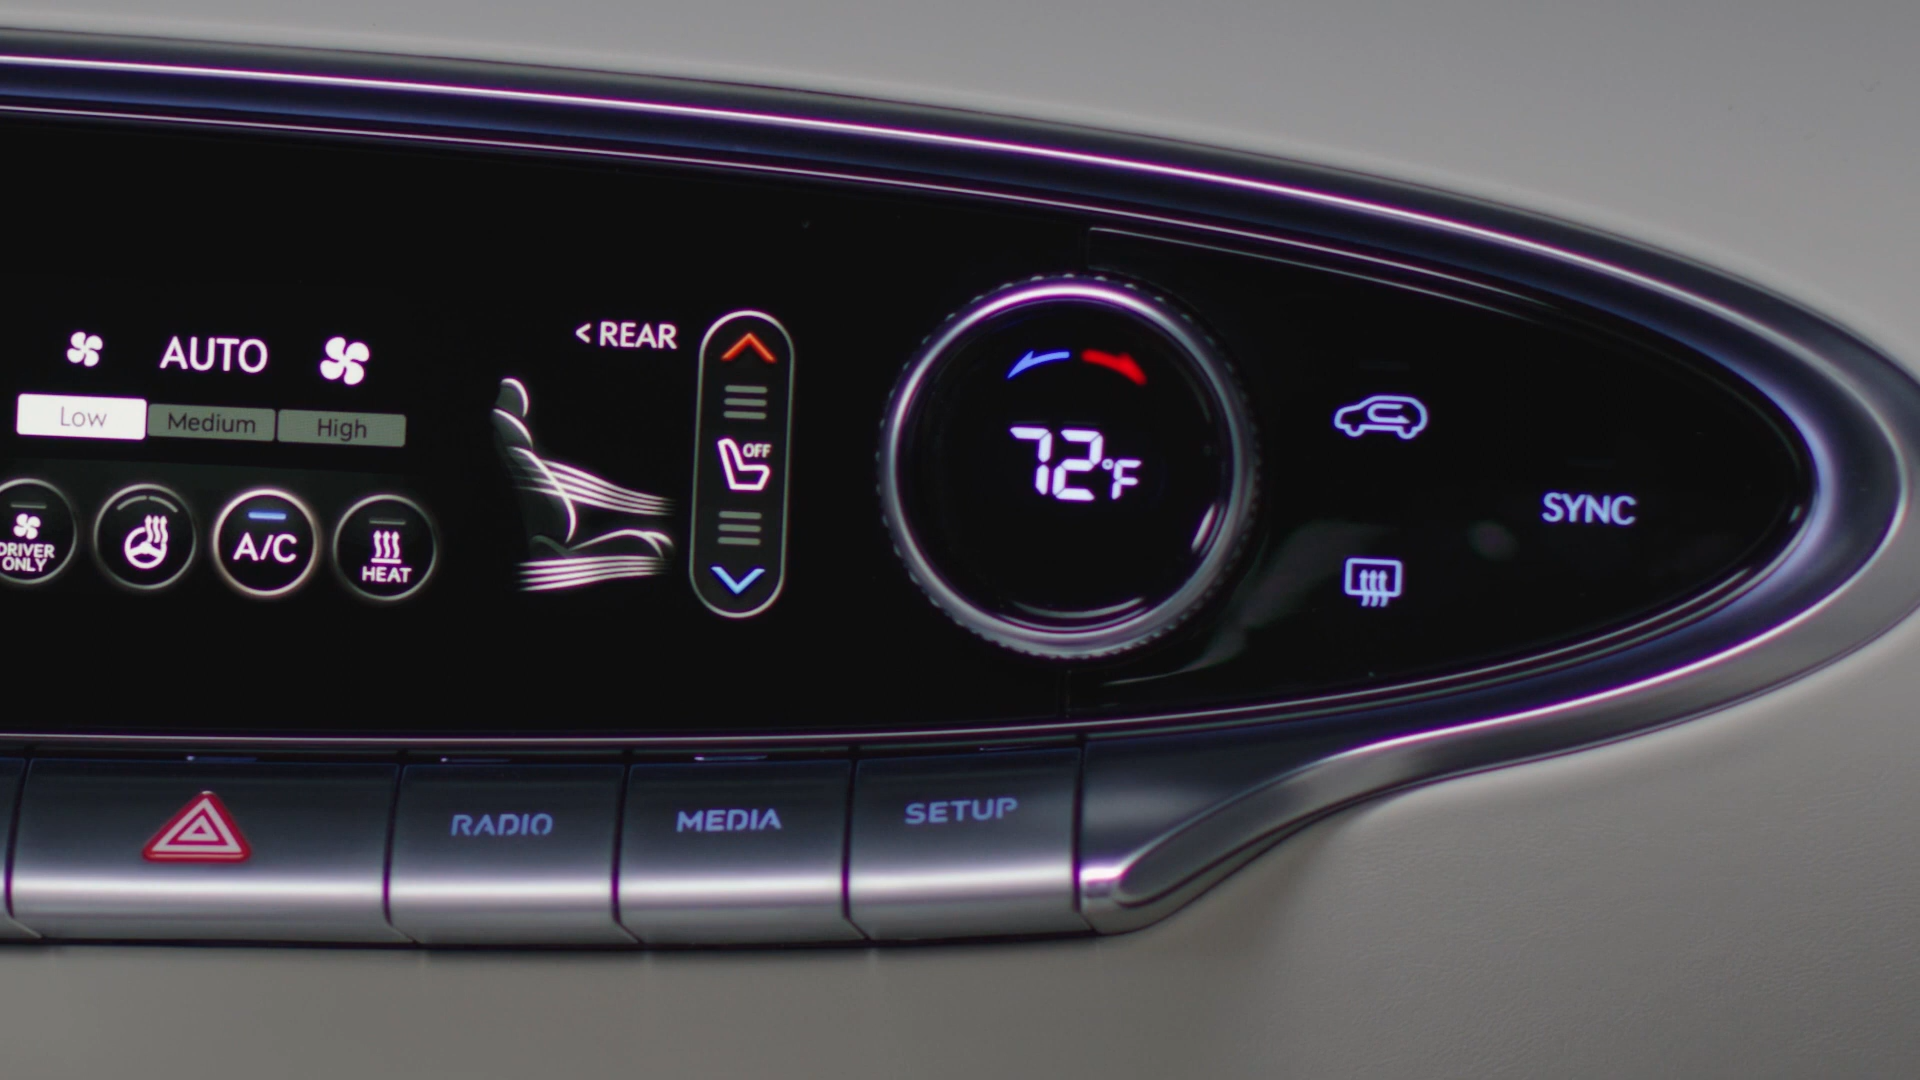 AUTO
Low Medium High
< REAR
OFF
DRIVER
ONLY
A/C
HEAT
72°F
SYNC
RADIO
MEDIA
SETUP